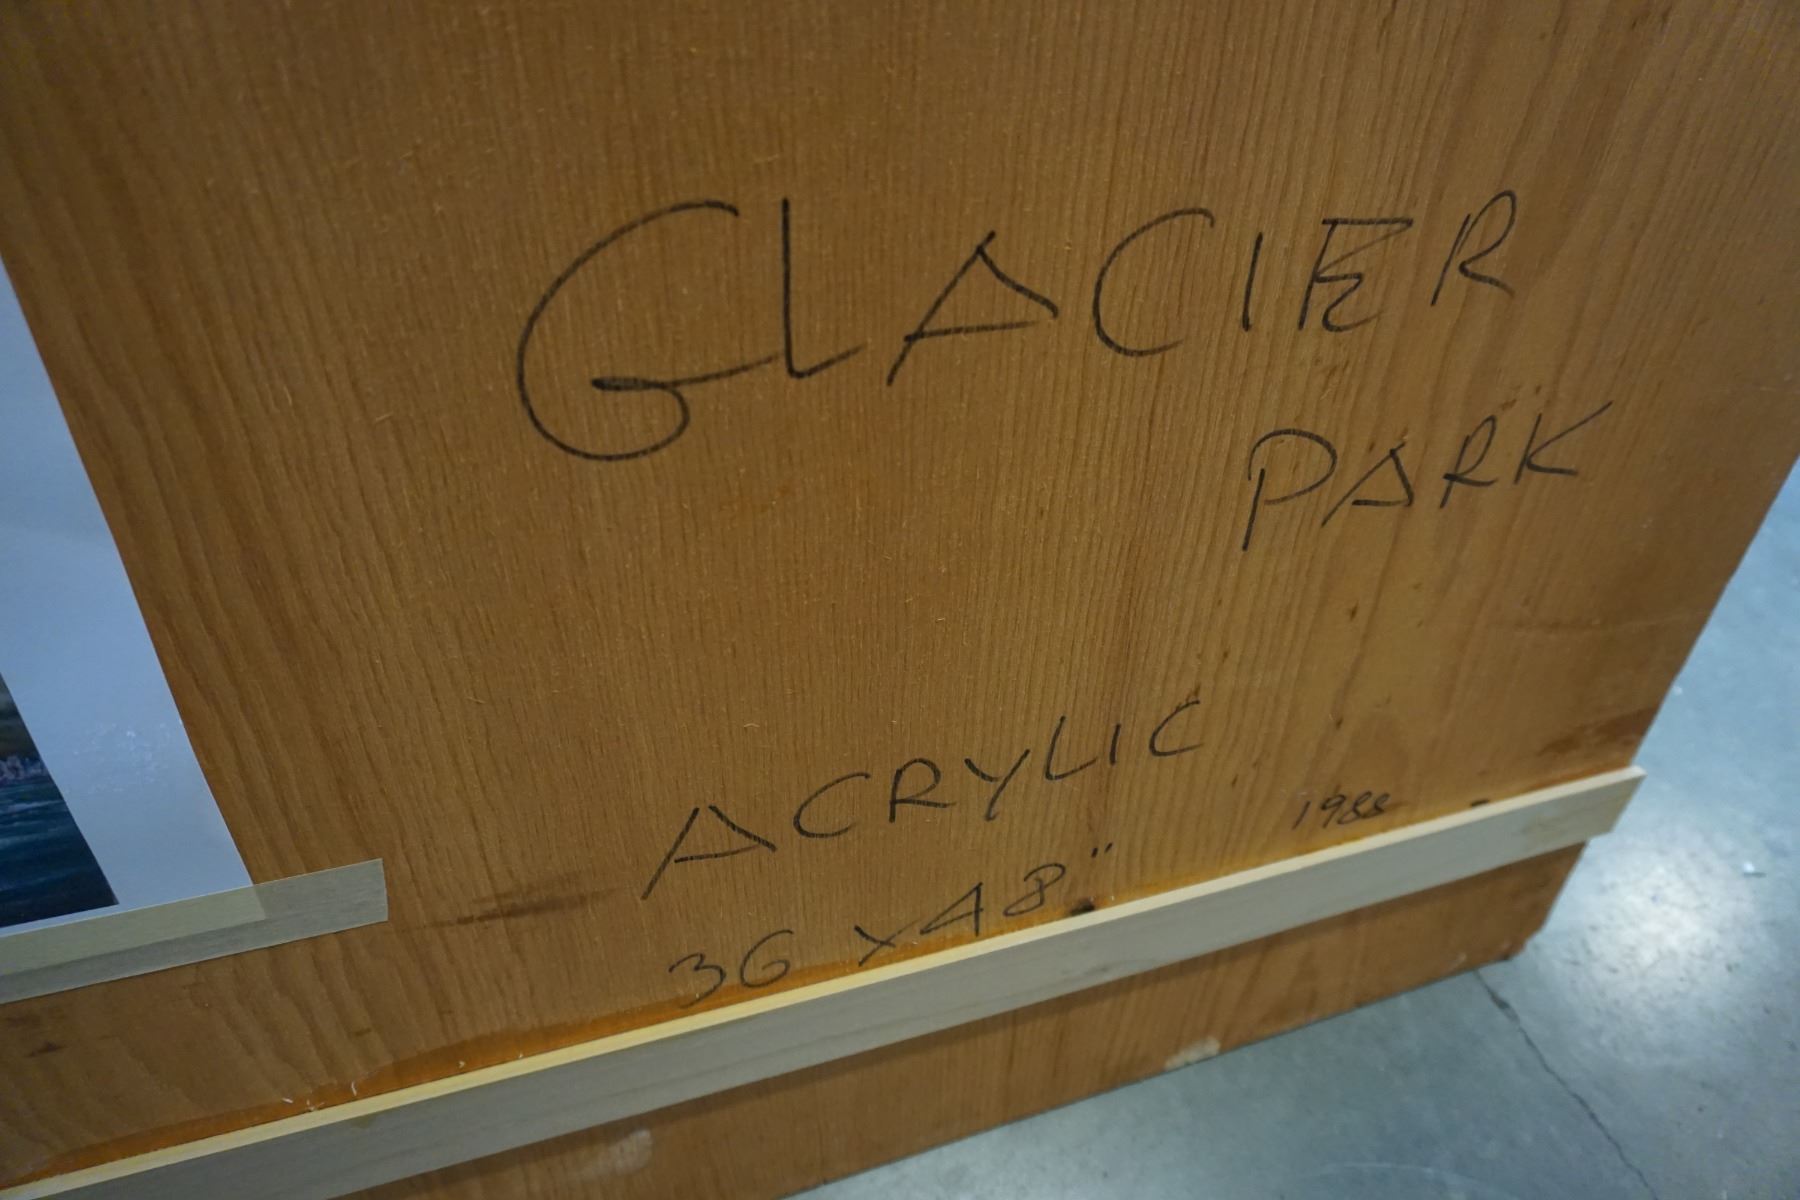 GLACIER
PARK
ACRYLIC
36 x 48"
1988